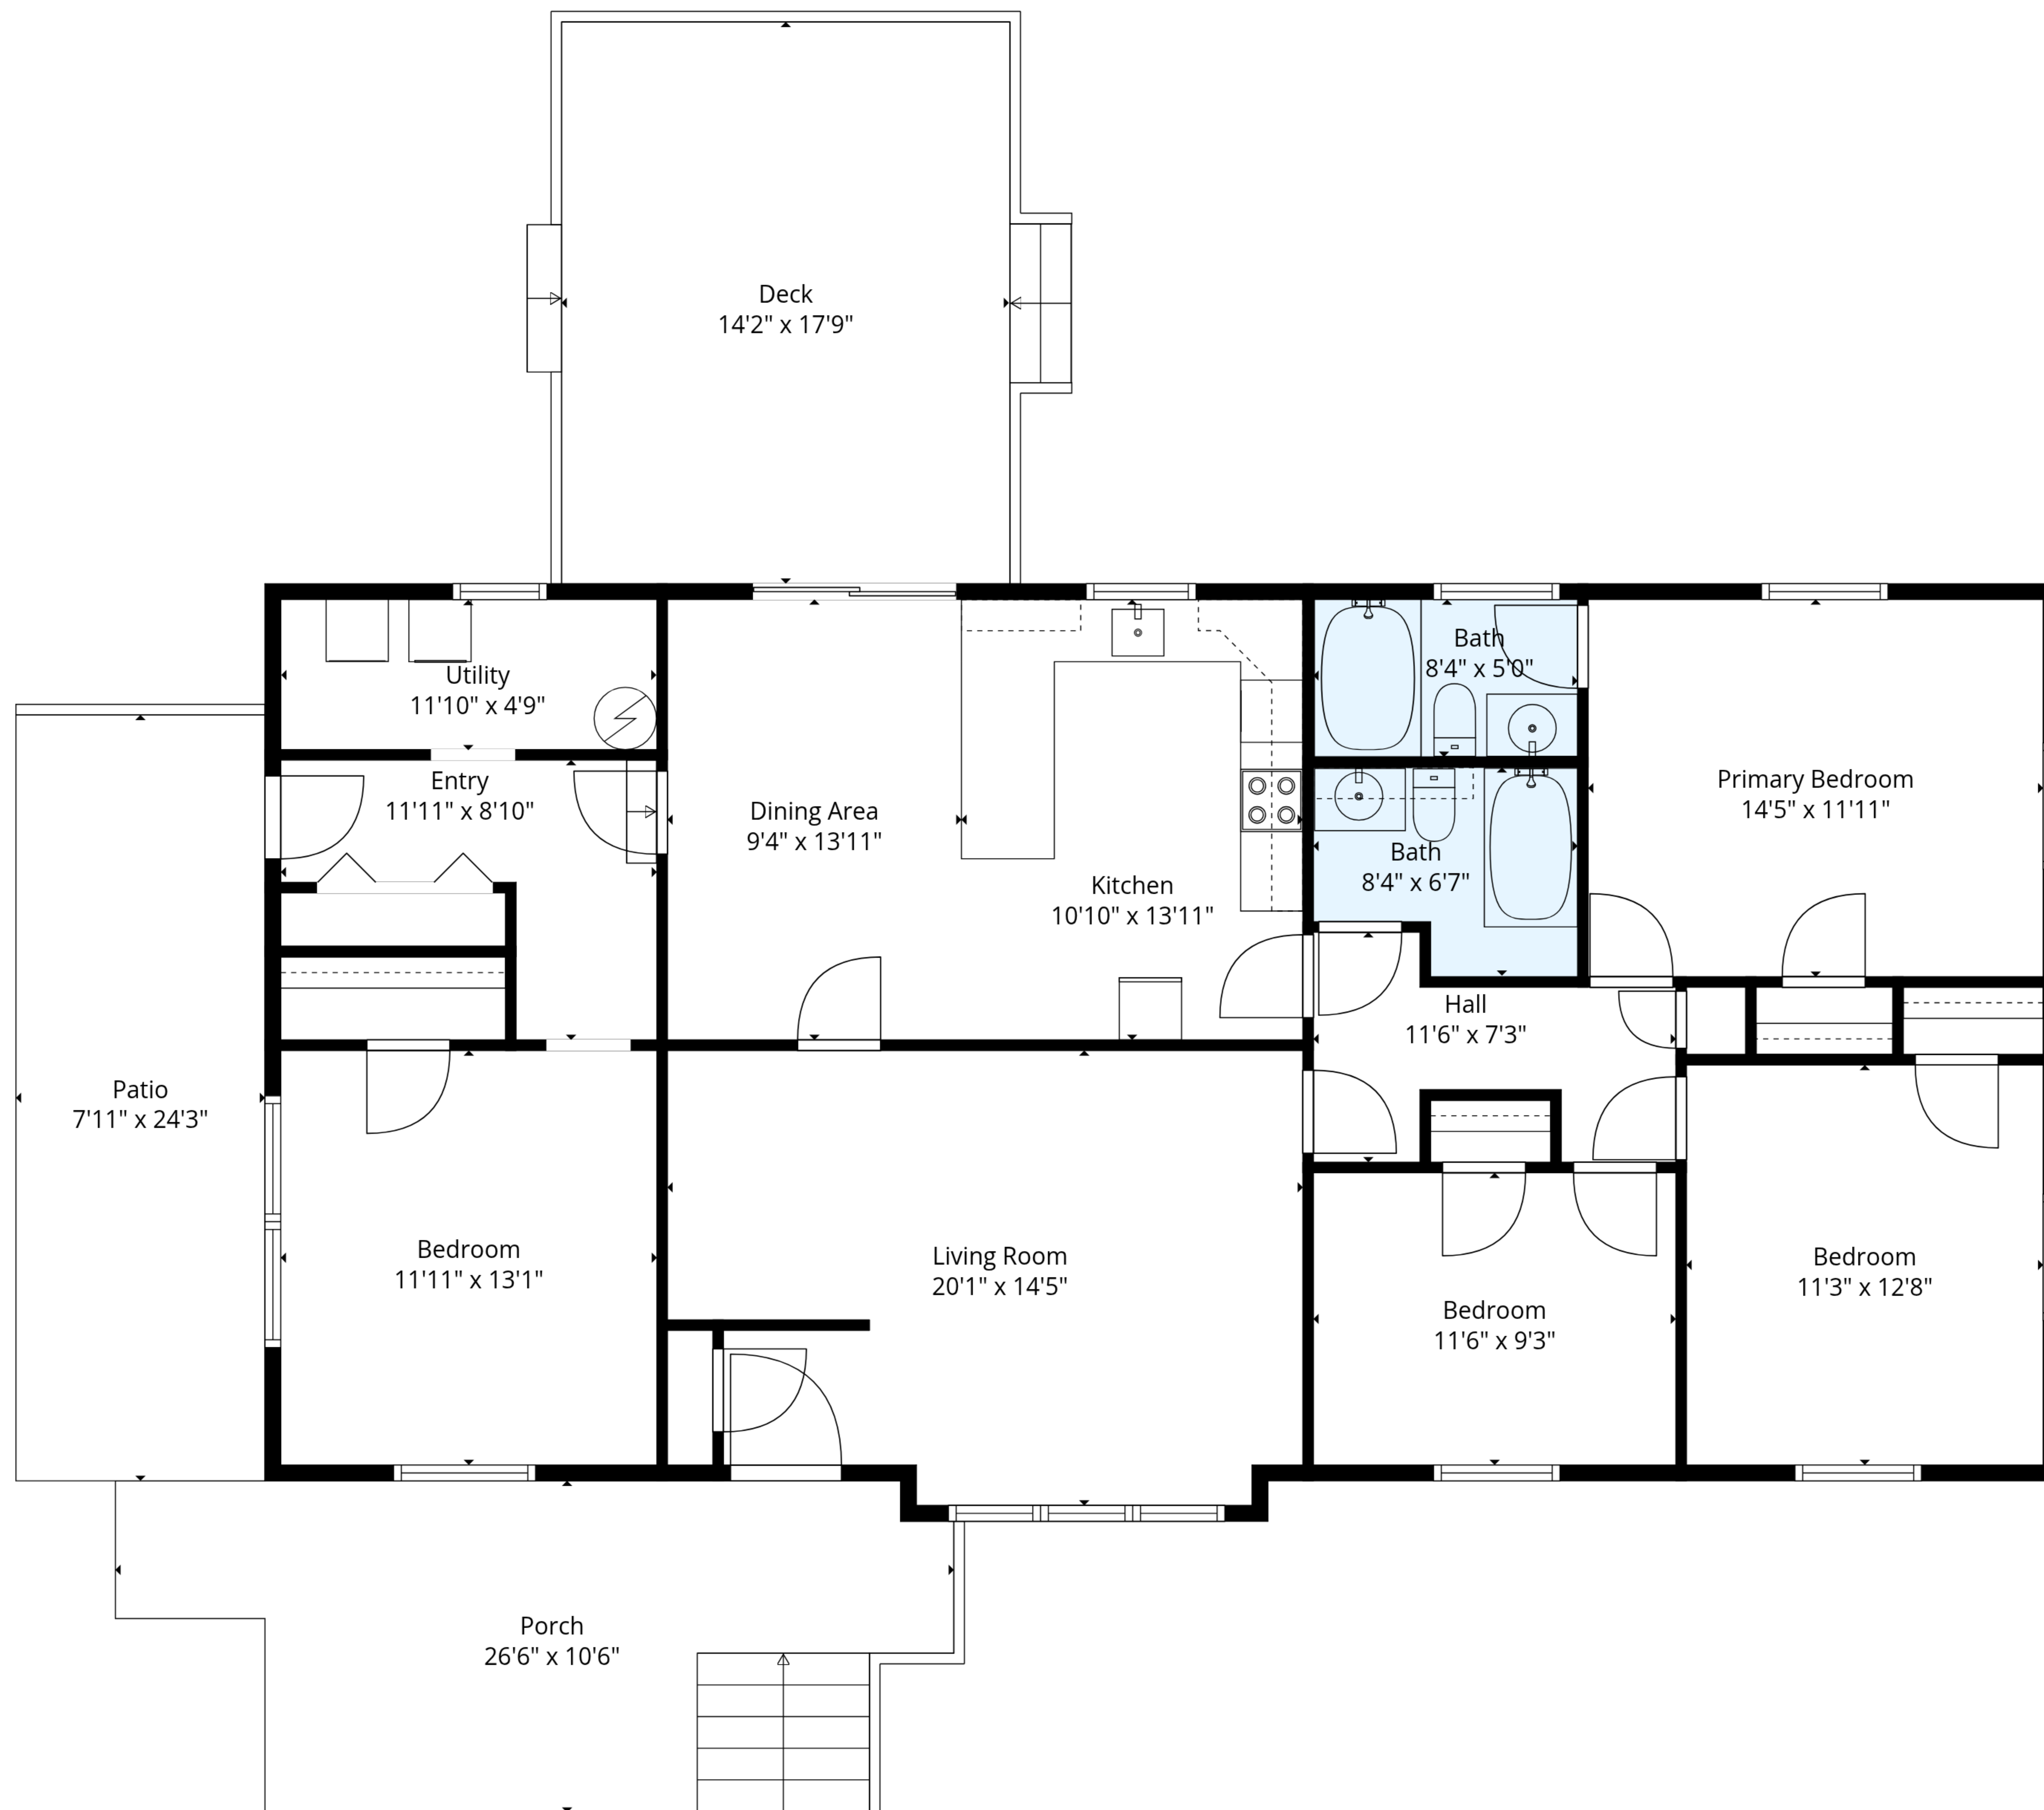 Deck
14'2" x 17'9"
Bath
8'4" x 5'0"
Utility
11'10" x 4'9"
Entry
11'11" x 8'10"
Primary Bedroom
14'5" x 11'11"
Dining Area
9'4" x 13'11"
Bath
8'4" x 6'7"
Kitchen
10'10" x 13'11"
Hall
11'6" x 7'3"
Patio
7'11" x 24'3"
Bedroom
11'11" x 13'1"
Living Room
20'1" x 14'5"
Bedroom
11'3" x 12'8"
Bedroom
11'6" x 9'3"
Porch
26'6" x 10'6"